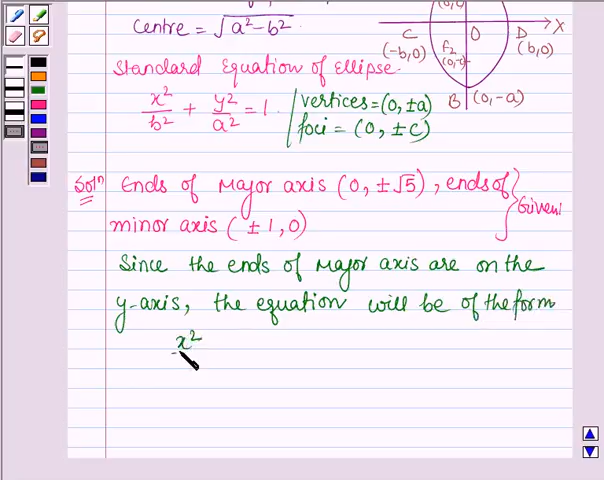 Centre = √a²-b²
(0,c)
C
O
D
X
(-b,0)
F₂
(b,0)
B (0,-a)
Standard Equation of Ellipse.
x²/b² + y²/a² = 1.
vertices = (0, ±a)
foci = (0, ±c)
Soln Ends of Major axis (0, ±√5), ends of
minor axis (±1,0)
Given
Since the ends of Major axis are on the
y-axis, the equation will be of the form
x²